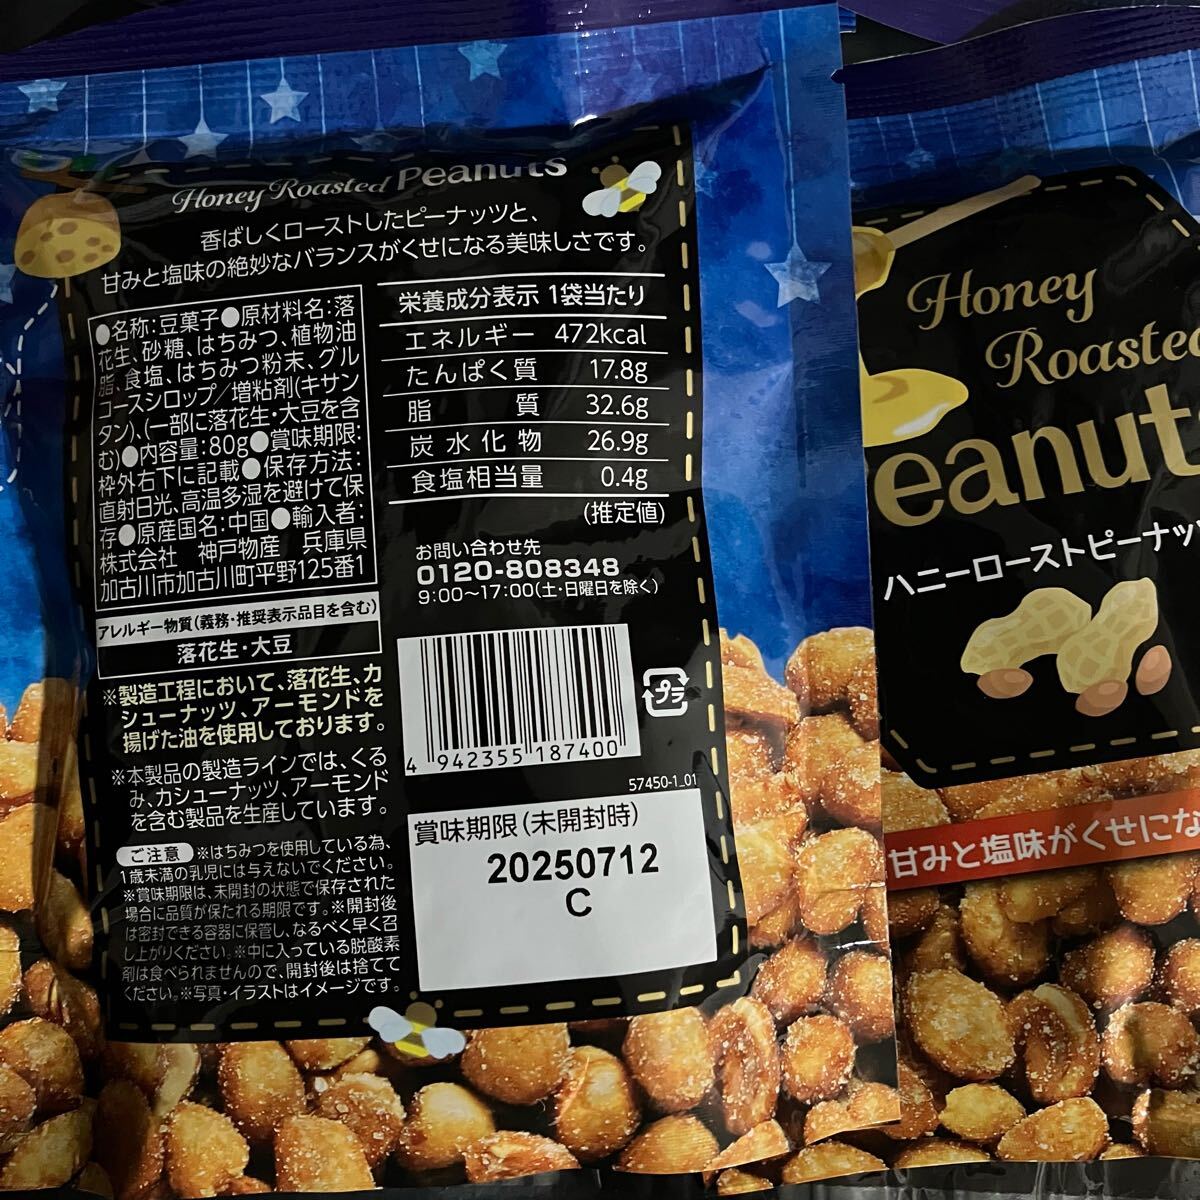 Honey Roasted Peanuts
香ばしくローストしたピーナッツと、
甘みと塩味の絶妙なバランスがくせになる美味しさです。
●名称:豆菓子●原材料名:落
花生、砂糖、はちみつ、植物油
脂、食塩、はちみつ粉末、グル
コースシロップ/増粘剤(キサン
タン)、(一部に落花生・大豆を含
む)●内容量:80g●賞味期限:
枠外右下に記載●保存方法:
直射日光、高温多湿を避けて保
存●原産国名:中国●輸入者:
株式会社 神戸物産 兵庫県
加古川市加古川町平野125番1
アレルギー物質(義務・推奨表示品目を含む)
落花生・大豆
※製造工程において、落花生、カ
シューナッツ、アーモンドを
揚げた油を使用しております。
※本製品の製造ラインでは、くる
み、カシューナッツ、アーモンド
を含む製品を生産しています。
ご注意 ※はちみつを使用している為、
1歳未満の乳児には与えないでください。
※賞味期限は、未開封の状態で保存された
場合に品質が保たれる期限です。※開封後
は密封できる容器に保管し、なるべく早く召
し上がりください。※中に入っている脱酸素
剤は食べられませんので、開封後は捨てて
ください。※写真・イラストはイメージです。
栄養成分表示 1袋当たり
エネルギー 472kcal
たんぱく質 17.8g
脂質 32.6g
炭水化物 26.9g
食塩相当量 0.4g
(推定値)
お問い合わせ先
0120-808348
9:00～17:00(土・日曜日を除く)
プラ
4 942355 187400
57450-1_01
賞味期限(未開封時)
20250712
C
Honey
Roasted
eanut
ハニーローストピーナッ
甘みと塩味がくせにな